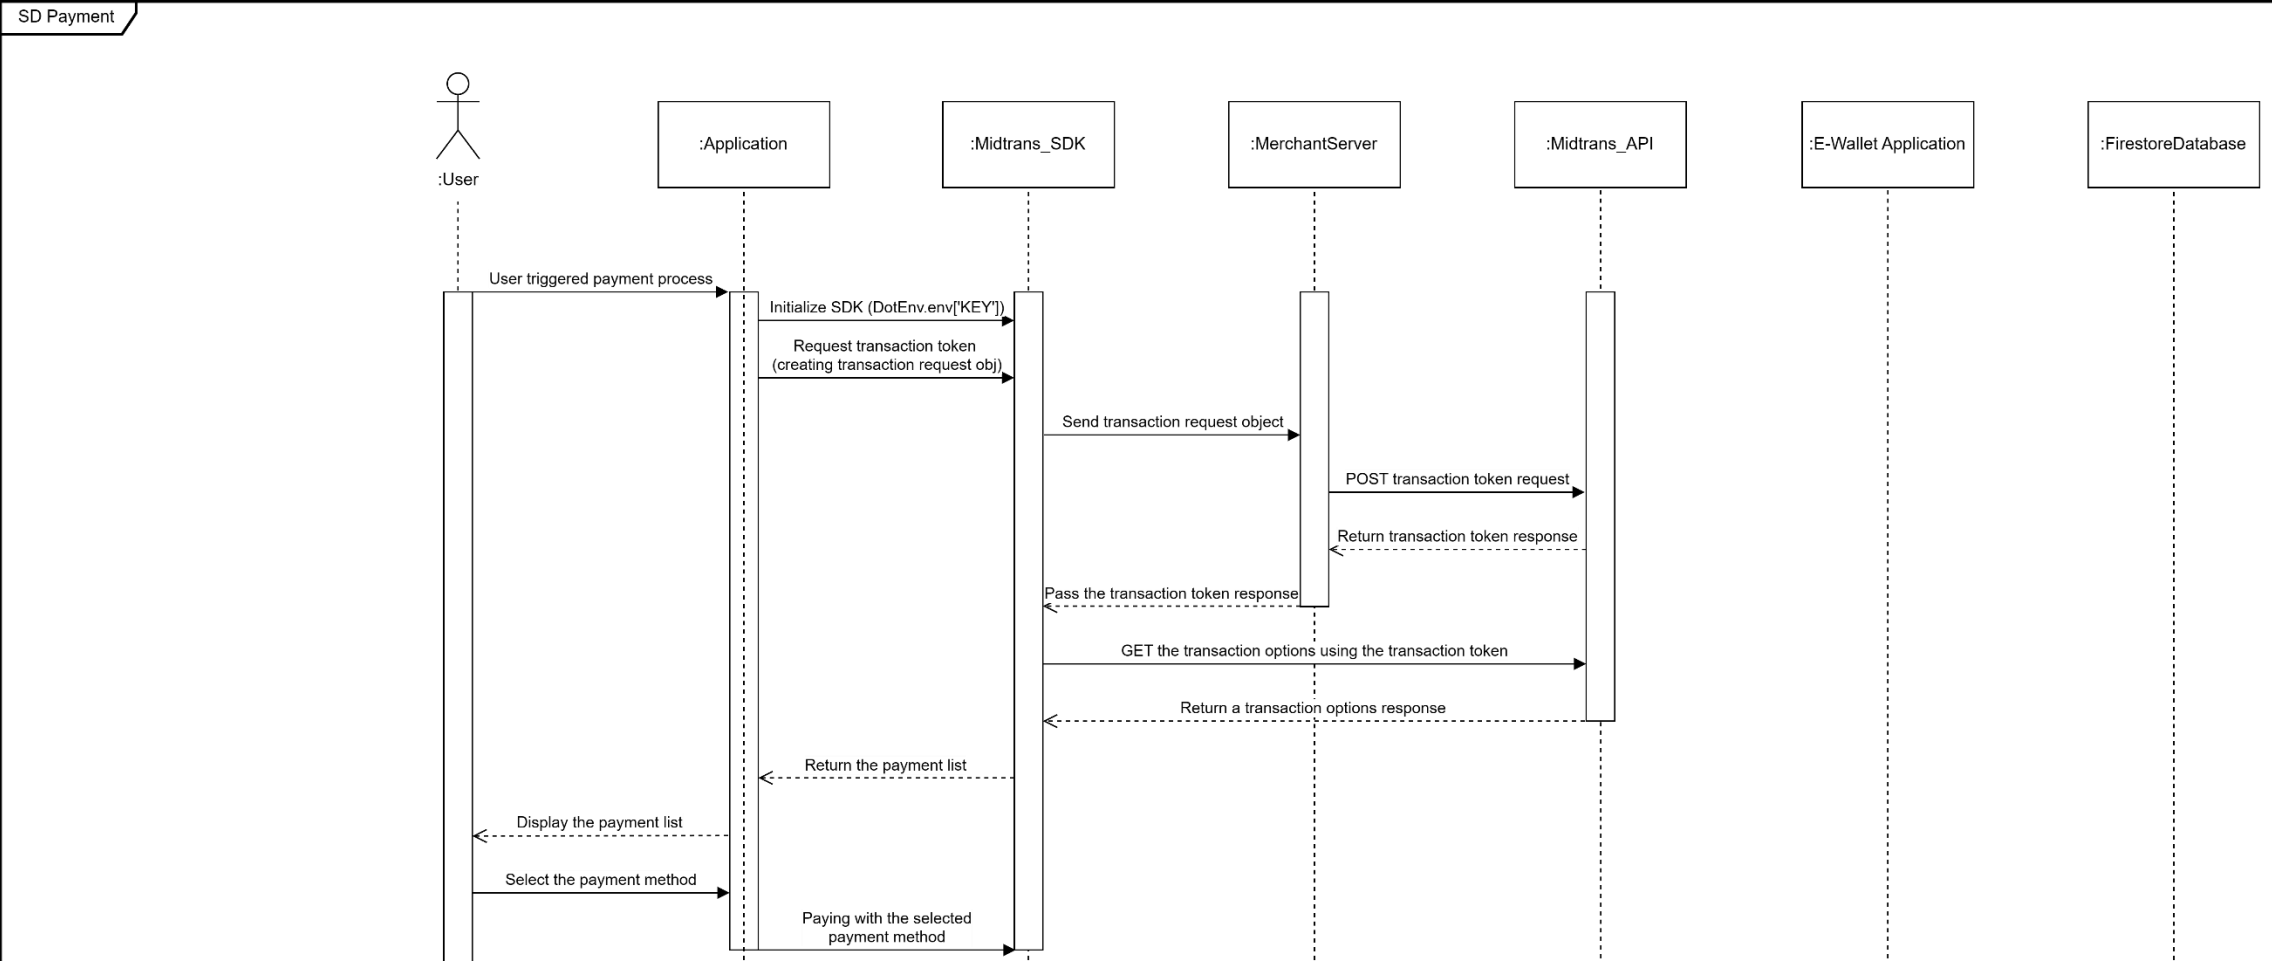 SD Payment
:User
:Application
:Midtrans_SDK
:MerchantServer
:Midtrans_API
:E-Wallet Application
:FirestoreDatabase
User triggered payment process
Initialize SDK (DotEnv.env['KEY'])
Request transaction token
(creating transaction request obj)
Send transaction request object
POST transaction token request
Return transaction token response
Pass the transaction token response
GET the transaction options using the transaction token
Return a transaction options response
Return the payment list
Display the payment list
Select the payment method
Paying with the selected
payment method